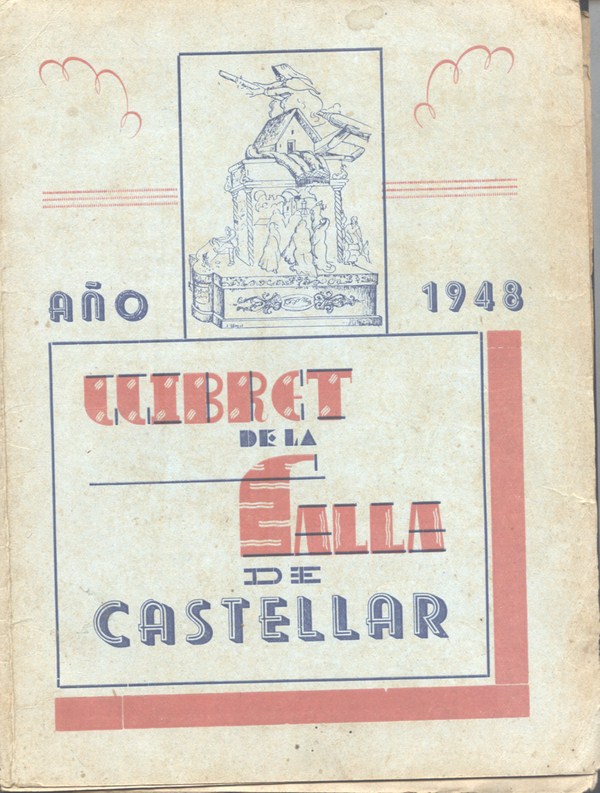 AÑO 1948
LLIBRET
DE LA
FALLA
DE
CASTELLAR